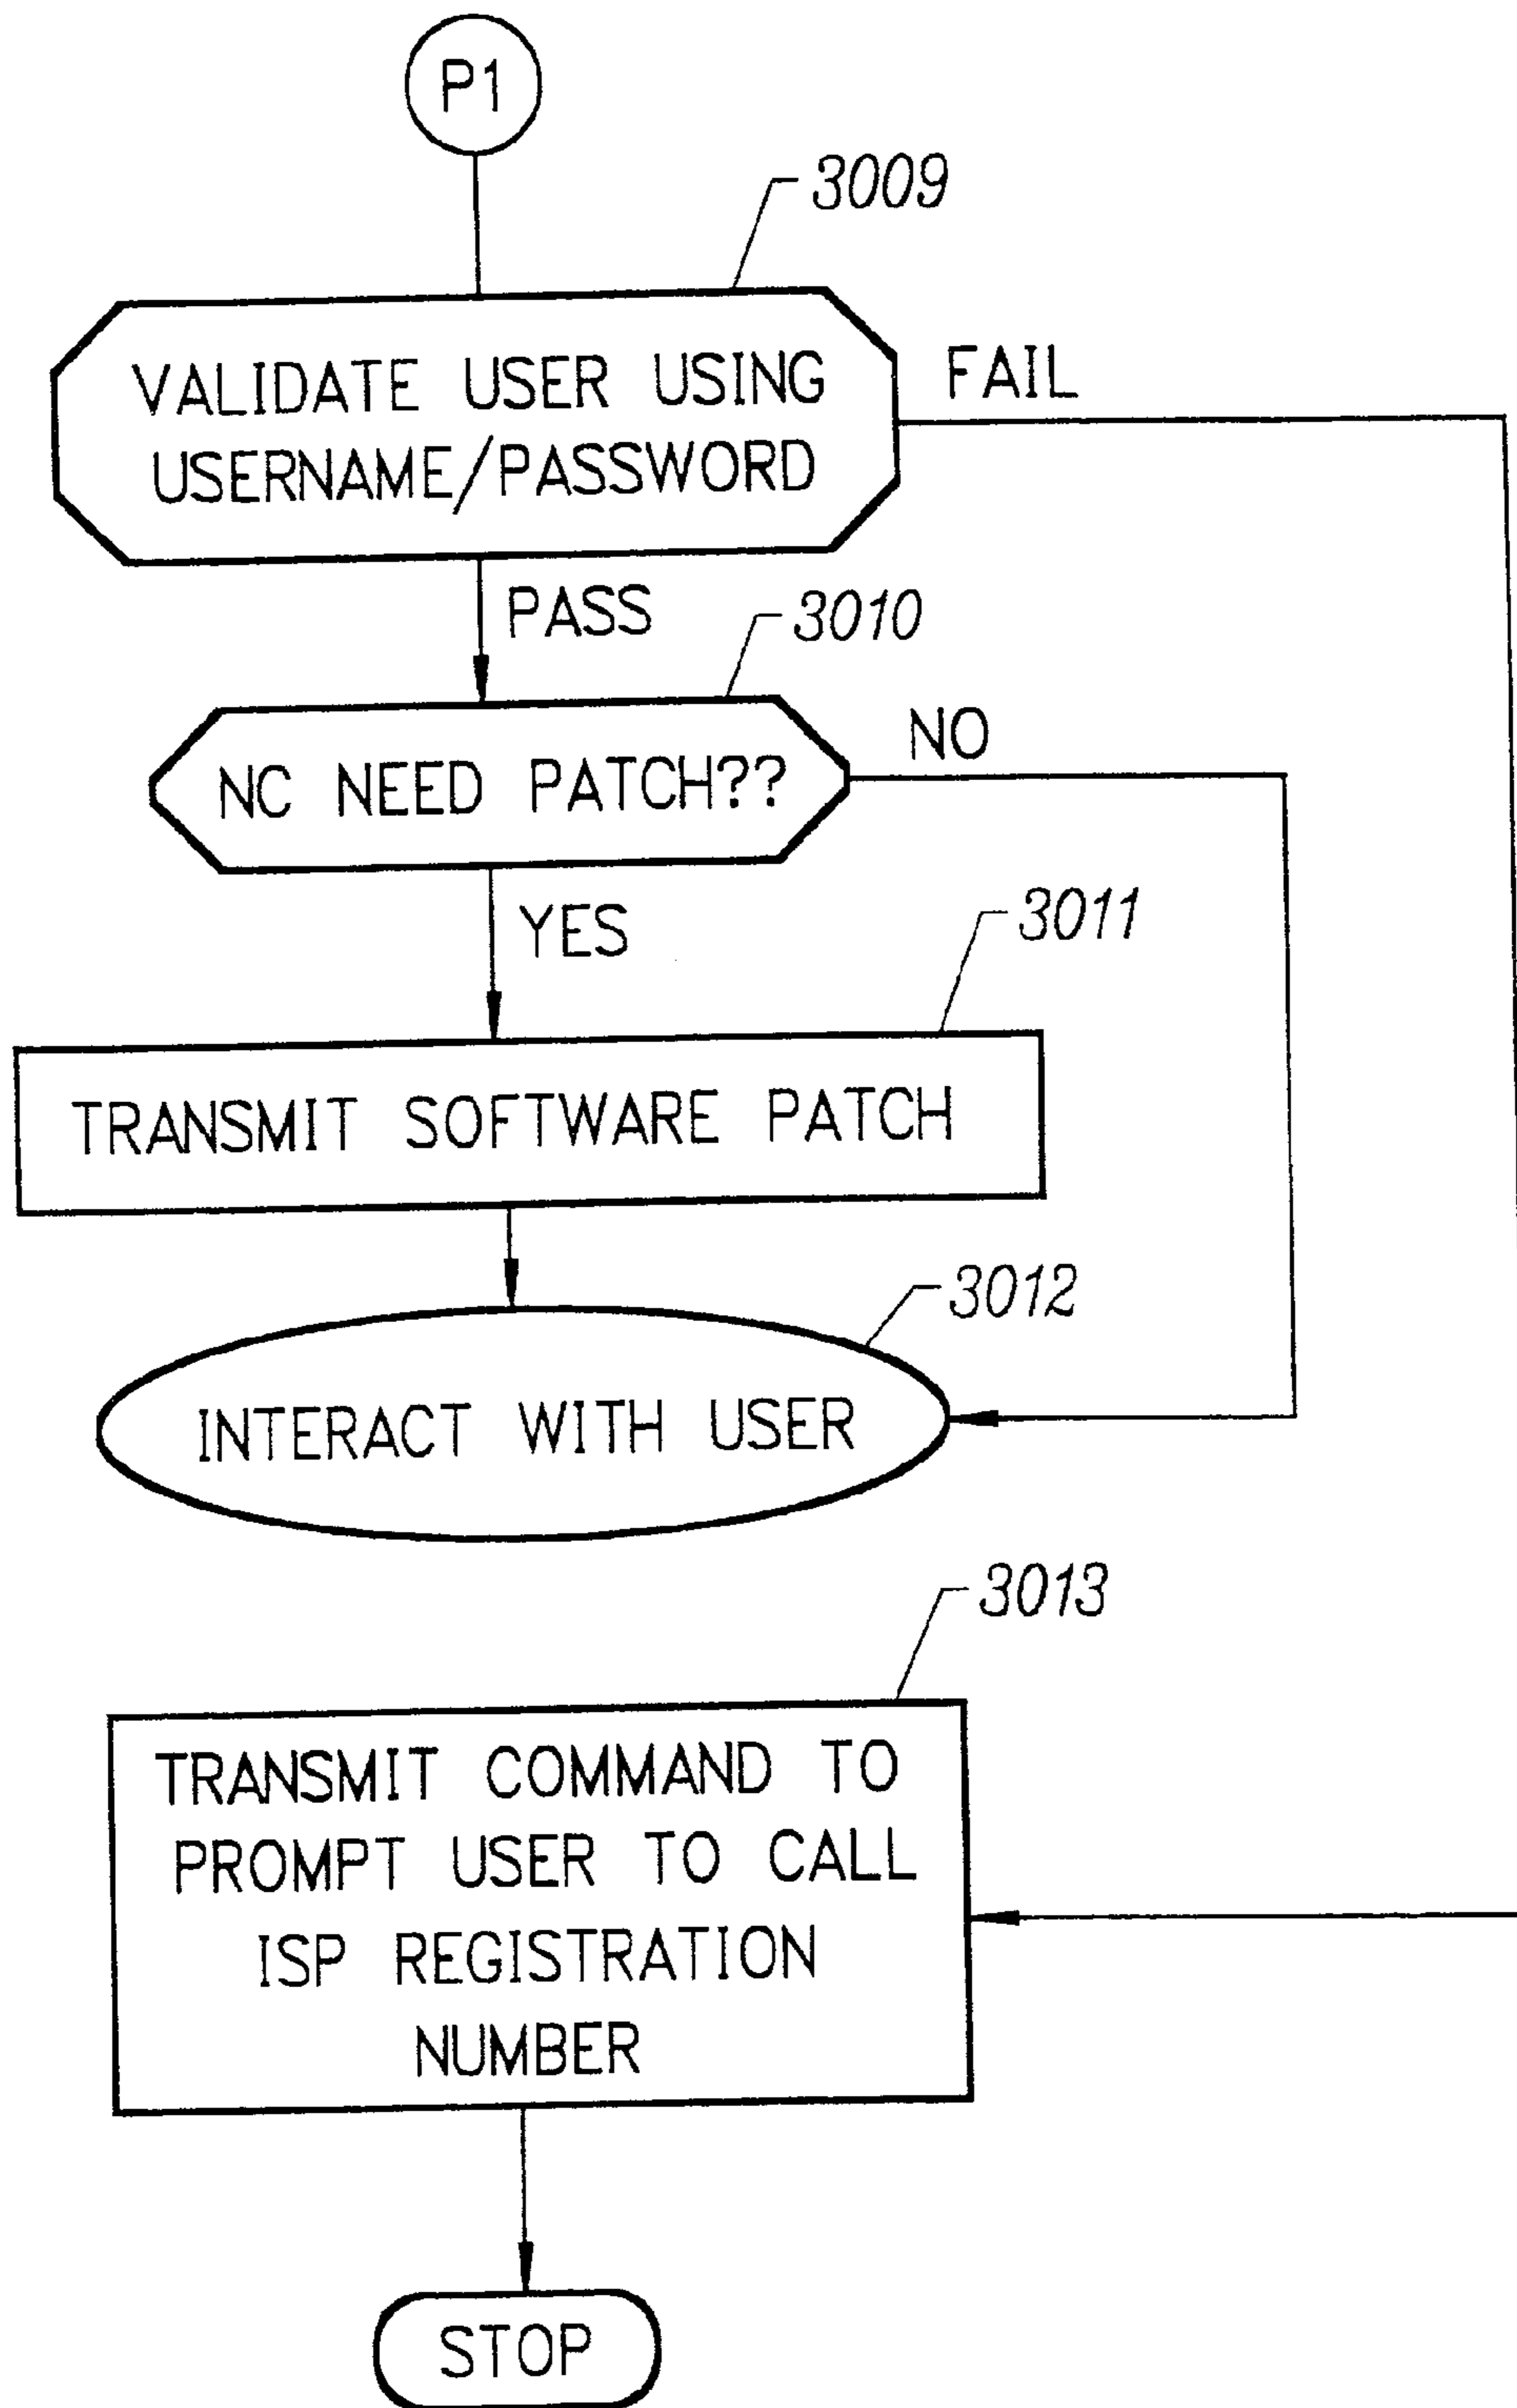 P1
3009
VALIDATE USER USING
USERNAME/PASSWORD
FAIL
PASS
3010
NC NEED PATCH??
NO
YES
3011
TRANSMIT SOFTWARE PATCH
3012
INTERACT WITH USER
3013
TRANSMIT COMMAND TO
PROMPT USER TO CALL
ISP REGISTRATION
NUMBER
STOP